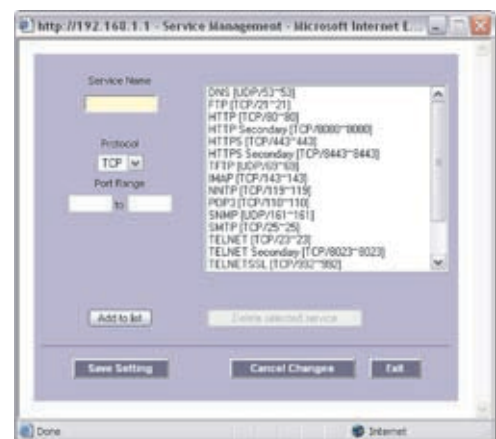 http://192.168.1.1 - Service Management - Microsoft Internet E...
Service Name
Protocol
TCP
Port Range
to
DNS [UDP/53~53]
FTP [TCP/21~21]
HTTP [TCP/80~80]
HTTP Secondary [TCP/8080~8080]
HTTPS [TCP/443~443]
HTTPS Secondary [TCP/8443~8443]
TFTP [UDP/69~69]
IMAP [TCP/143~143]
NNTP [TCP/119~119]
POP3 [TCP/110~110]
SNMP [UDP/161~161]
SMTP [TCP/25~25]
TELNET [TCP/23~23]
TELNET Secondary [TCP/8023~8023]
TELNETSSL [TCP/992~992]
Add to list
Delete selected service
Save Setting
Cancel Changes
Exit
Done
Internet